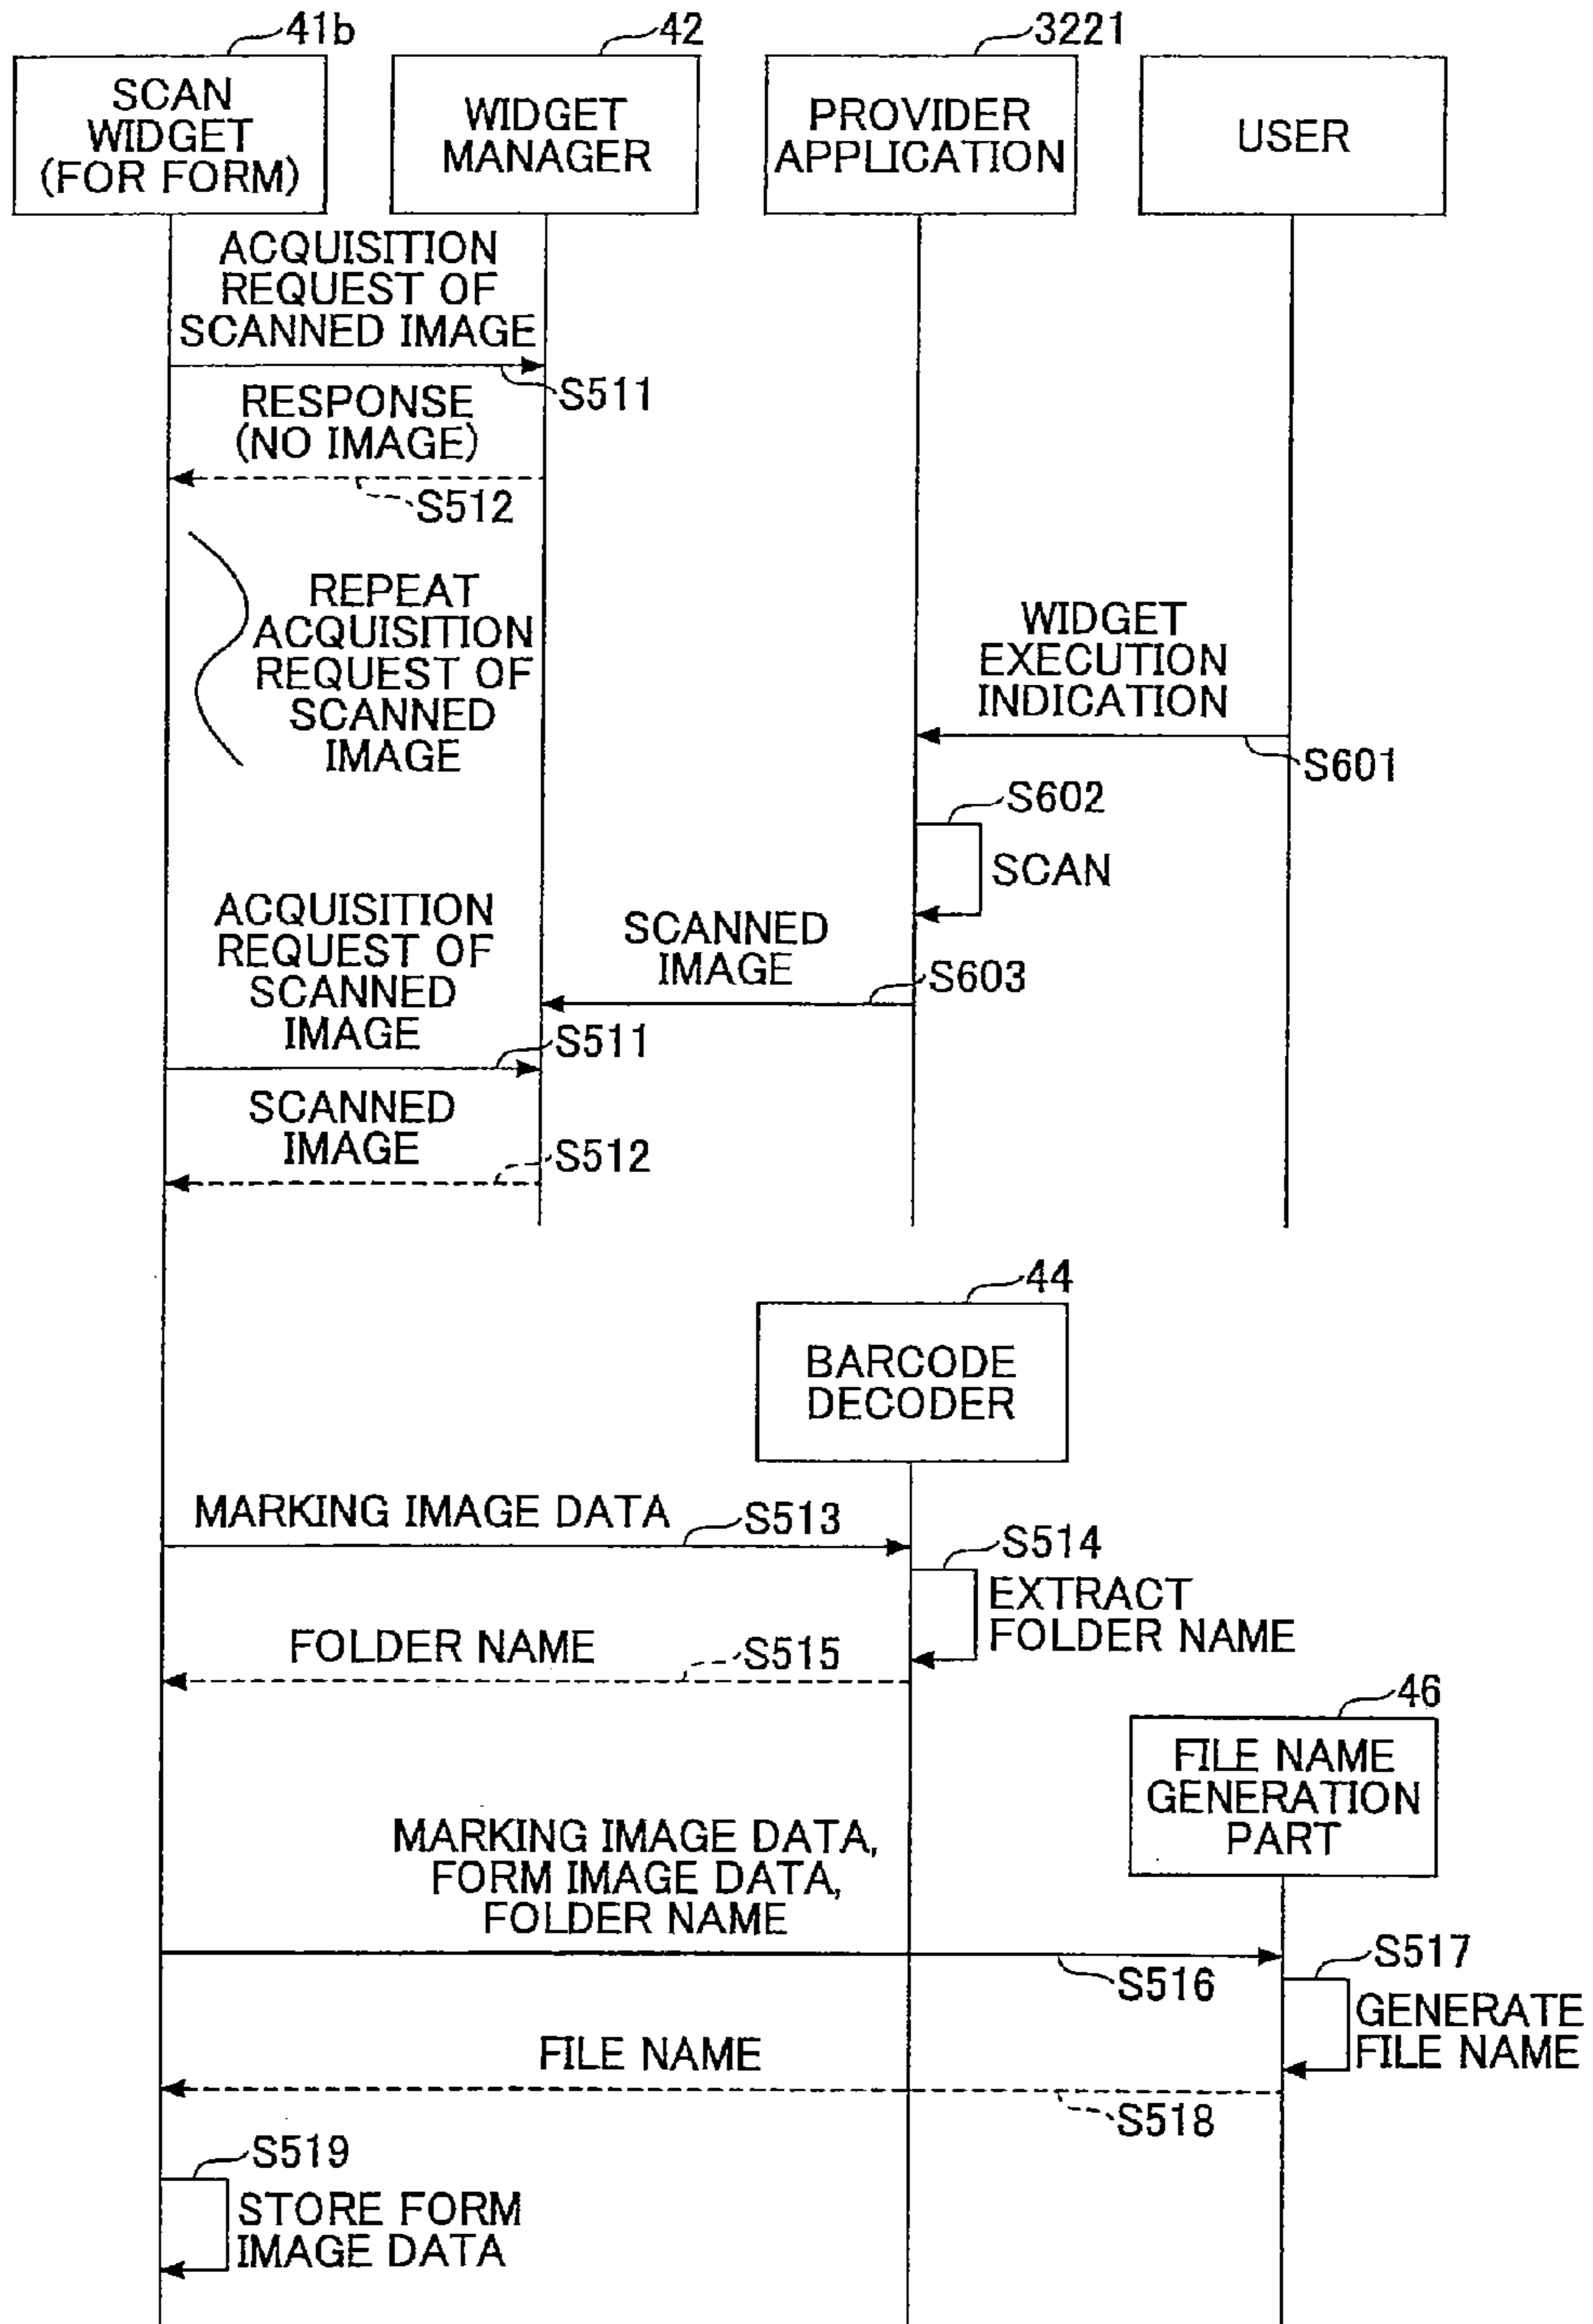 41b
42
3221
SCAN
WIDGET
(FOR FORM)
WIDGET
MANAGER
PROVIDER
APPLICATION
USER
ACQUISITION
REQUEST OF
SCANNED IMAGE
S511
RESPONSE
(NO IMAGE)
S512
REPEAT
ACQUISITION
REQUEST OF
SCANNED
IMAGE
WIDGET
EXECUTION
INDICATION
S601
S602
SCAN
SCANNED
IMAGE
S603
ACQUISITION
REQUEST OF
SCANNED
IMAGE
S511
SCANNED
IMAGE
S512
44
BARCODE
DECODER
MARKING IMAGE DATA
S513
S514
EXTRACT
FOLDER NAME
FOLDER NAME
S515
46
FILE NAME
GENERATION
PART
MARKING IMAGE DATA,
FORM IMAGE DATA,
FOLDER NAME
S516
S517
GENERATE
FILE NAME
FILE NAME
S518
S519
STORE FORM
IMAGE DATA